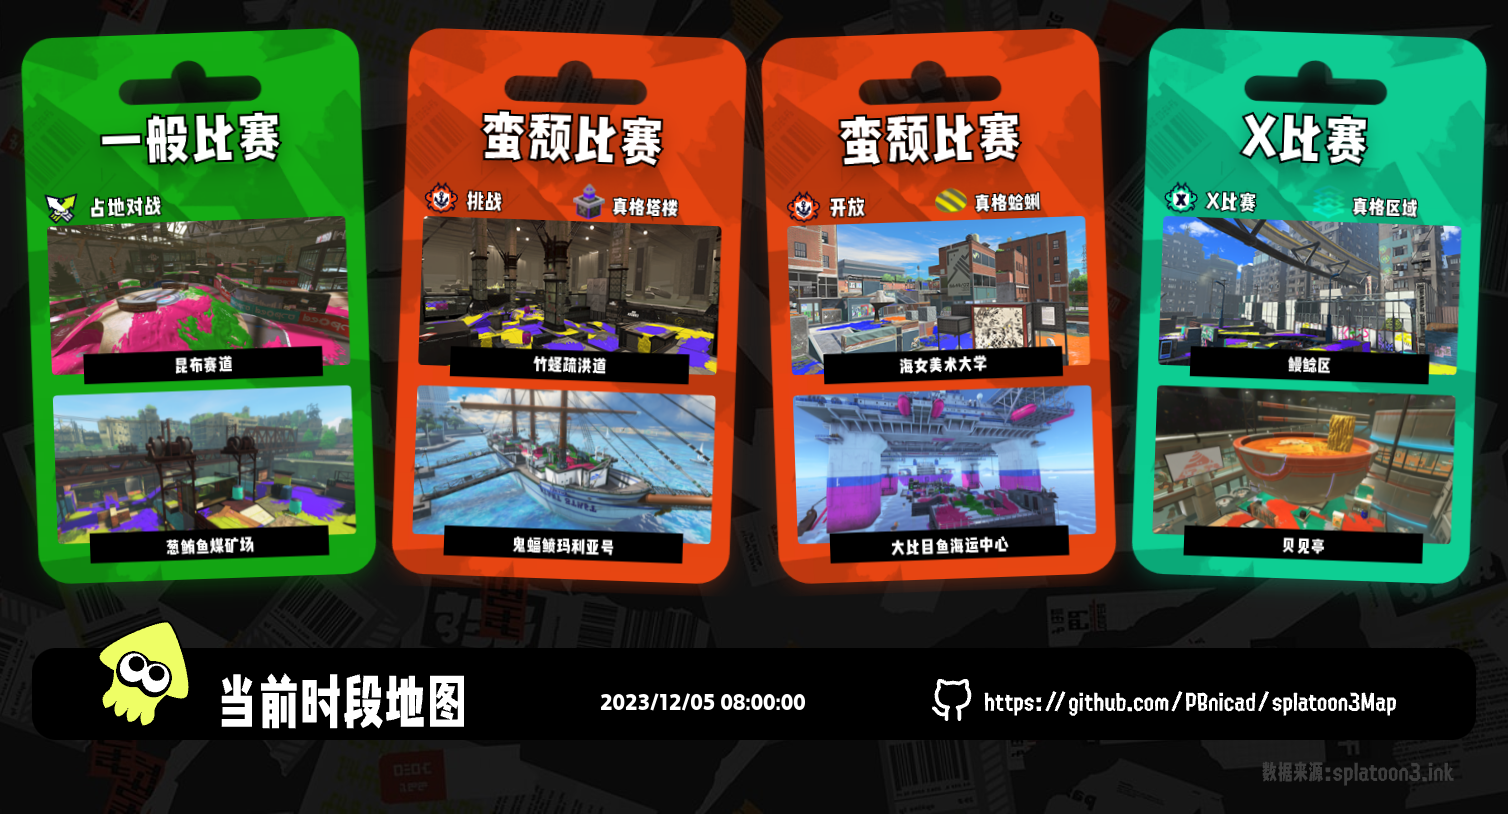 一般比赛
占地对战
昆布赛道
葱鲔鱼煤矿场
蛮颓比赛
挑战
真格塔楼
竹蛏疏洪道
鬼蝠鲼玛利亚号
蛮颓比赛
开放
真格蛤蜊
海女美术大学
大比目鱼海运中心
X比赛
X比赛
真格区域
鳗鲶区
贝见亭
当前时段地图
2023/12/05 08:00:00
https://github.com/PBnicad/splatoon3Map
数据来源:splatoon3.ink